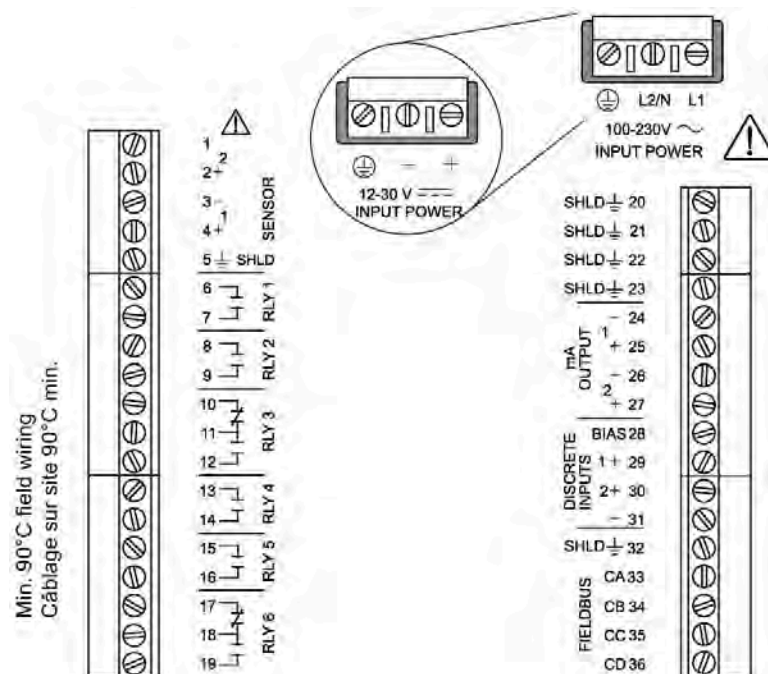 Min. 90°C field wiring
Câblage sur site 90°C min.
1
2
2+
3 -
1
4+
SENSOR
5 SHLD
6
7
RLY 1
8
9
RLY 2
10
11
12
RLY 3
13
14
RLY 4
15
16
RLY 5
17
18
19
RLY 6
- +
12-30 V
INPUT POWER
L2/N L1
100-230V ~
INPUT POWER
SHLD 20
SHLD 21
SHLD 22
SHLD 23
- 24
1
+ 25
- 26
2
+ 27
mA
OUTPUT
BIAS 28
1 + 29
2+ 30
- 31
DISCRETE
INPUTS
SHLD 32
CA 33
CB 34
CC 35
CD 36
FIELDBUS